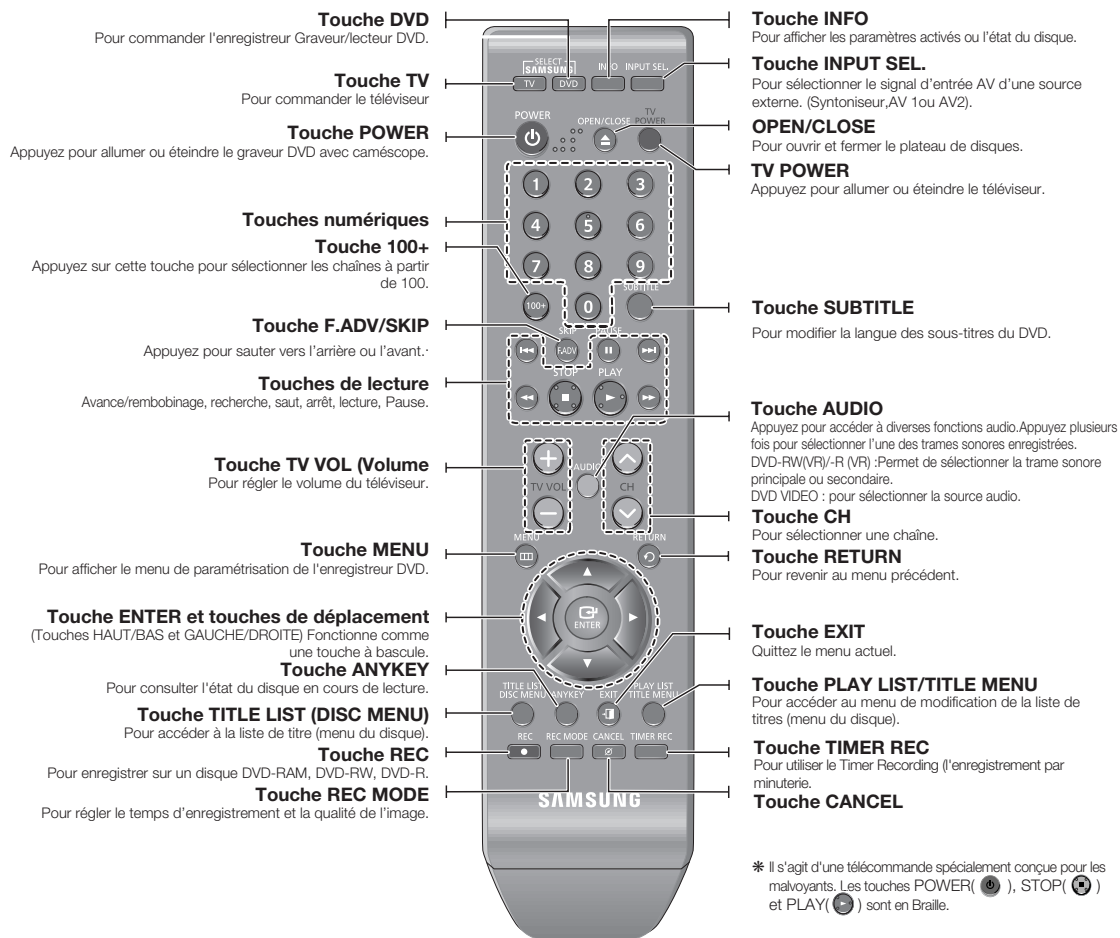 Touche DVD
Pour commander l'enregistreur Graveur/lecteur DVD.
Touche TV
Pour commander le téléviseur
Touche POWER
Appuyez pour allumer ou éteindre le graveur DVD avec caméscope.
Touches numériques
Touche 100+
Appuyez sur cette touche pour sélectionner les chaînes à partir
de 100.
Touche F.ADV/SKIP
Appuyez pour sauter vers l'arrière ou l'avant.·
Touches de lecture
Avance/rembobinage, recherche, saut, arrêt, lecture, Pause.
Touche TV VOL (Volume
Pour régler le volume du téléviseur.
Touche MENU
Pour afficher le menu de paramétrisation de l'enregistreur DVD.
Touche ENTER et touches de déplacement
(Touches HAUT/BAS et GAUCHE/DROITE) Fonctionne comme
une touche à bascule.
Touche ANYKEY
Pour consulter l'état du disque en cours de lecture.
Touche TITLE LIST (DISC MENU)
Pour accéder à la liste de titre (menu du disque).
Touche REC
Pour enregistrer sur un disque DVD-RAM, DVD-RW, DVD-R.
Touche REC MODE
Pour régler le temps d'enregistrement et la qualité de l'image.
SELECT
SAMSUNG
INFO INPUT SEL.
TV DVD
POWER OPEN/CLOSE TV
POWER
1 2 3
4 5 6
7 8 9
SUBTITLE
100+ 0
SKIP PAUSE
F.ADV
STOP PLAY
AUDIO
TV VOL CH
MENU RETURN
ENTER
TITLE LIST PLAY LIST
DISC MENU ANYKEY EXIT TITLE MENU
REC REC MODE CANCEL TIMER REC
SAMSUNG
Touche INFO
Pour afficher les paramètres activés ou l'état du disque.
Touche INPUT SEL.
Pour sélectionner le signal d'entrée AV d'une source
externe. (Syntoniseur,AV 1ou AV2).
OPEN/CLOSE
Pour ouvrir et fermer le plateau de disques.
TV POWER
Appuyez pour allumer ou éteindre le téléviseur.
Touche SUBTITLE
Pour modifier la langue des sous-titres du DVD.
Touche AUDIO
Appuyez pour accéder à diverses fonctions audio.Appuyez plusieurs
fois pour sélectionner l'une des trames sonores enregistrées.
DVD-RW(VR)/-R (VR) :Permet de sélectionner la trame sonore
principale ou secondaire.
DVD VIDEO : pour sélectionner la source audio.
Touche CH
Pour sélectionner une chaîne.
Touche RETURN
Pour revenir au menu précédent.
Touche EXIT
Quittez le menu actuel.
Touche PLAY LIST/TITLE MENU
Pour accéder au menu de modification de la liste de
titres (menu du disque).
Touche TIMER REC
Pour utiliser le Timer Recording (l'enregistrement par
minuterie.
Touche CANCEL
✻ Il s'agit d'une télécommande spécialement conçue pour les
malvoyants. Les touches POWER( ), STOP( )
et PLAY( ) sont en Braille.